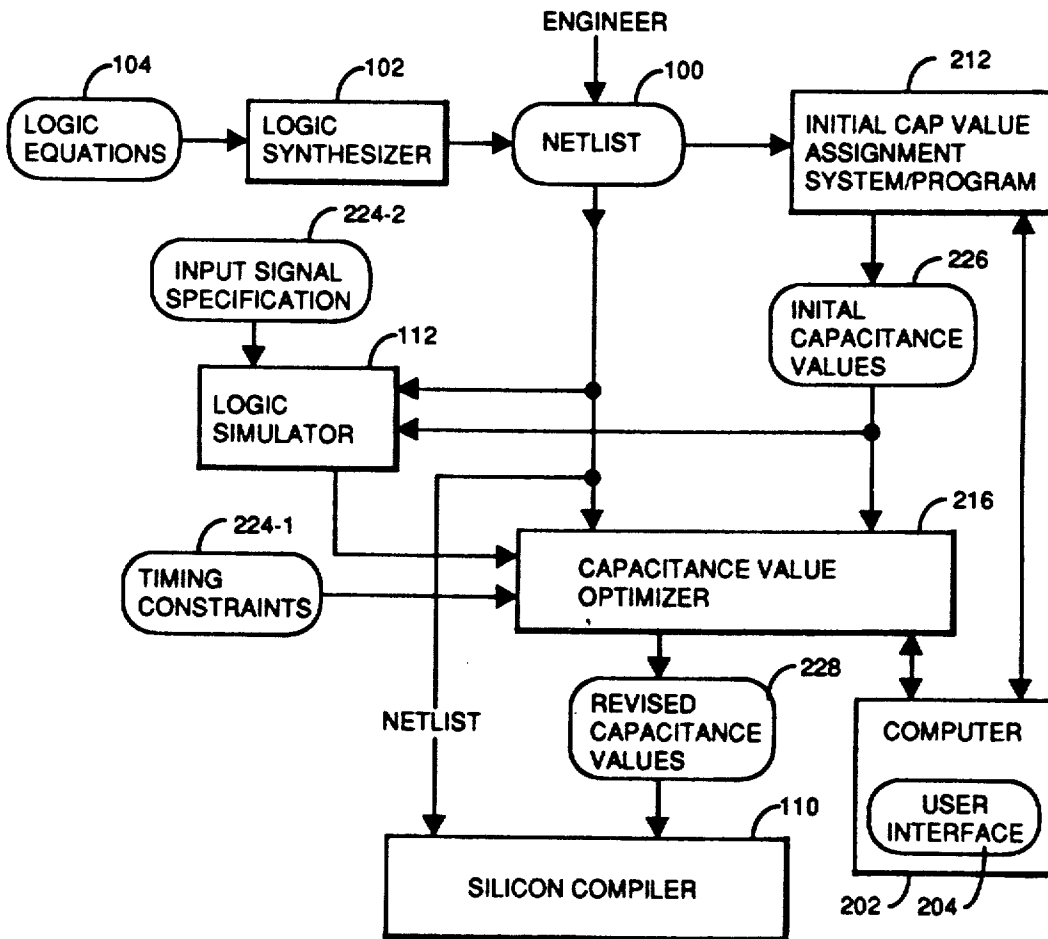 ENGINEER
104
102
100
212
LOGIC
EQUATIONS
LOGIC
SYNTHESIZER
NETLIST
INITIAL CAP VALUE
ASSIGNMENT
SYSTEM/PROGRAM
224-2
INPUT SIGNAL
SPECIFICATION
226
INITAL
CAPACITANCE
VALUES
112
LOGIC
SIMULATOR
224-1
TIMING
CONSTRAINTS
216
CAPACITANCE VALUE
OPTIMIZER
228
REVISED
CAPACITANCE
VALUES
NETLIST
COMPUTER
USER
INTERFACE
202
204
110
SILICON COMPILER